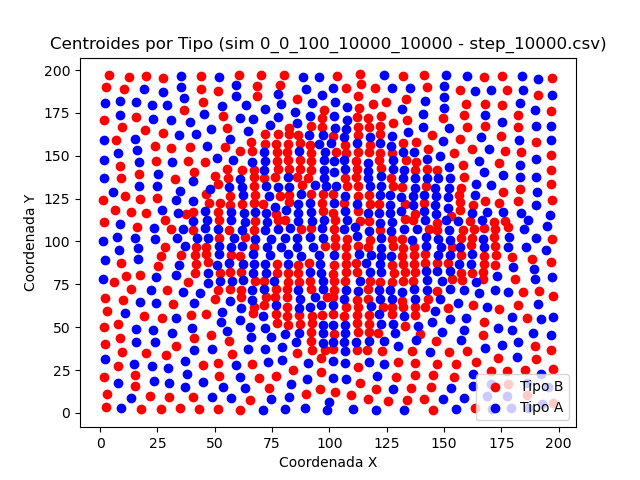 Centroides por Tipo (sim 0_0_100_10000_10000 - step_10000.csv)
200
175
150
125
100
75
50
25
0
Coordenada Y
0 25 50 75 100 125 150 175 200
Coordenada X
Tipo B
Tipo A